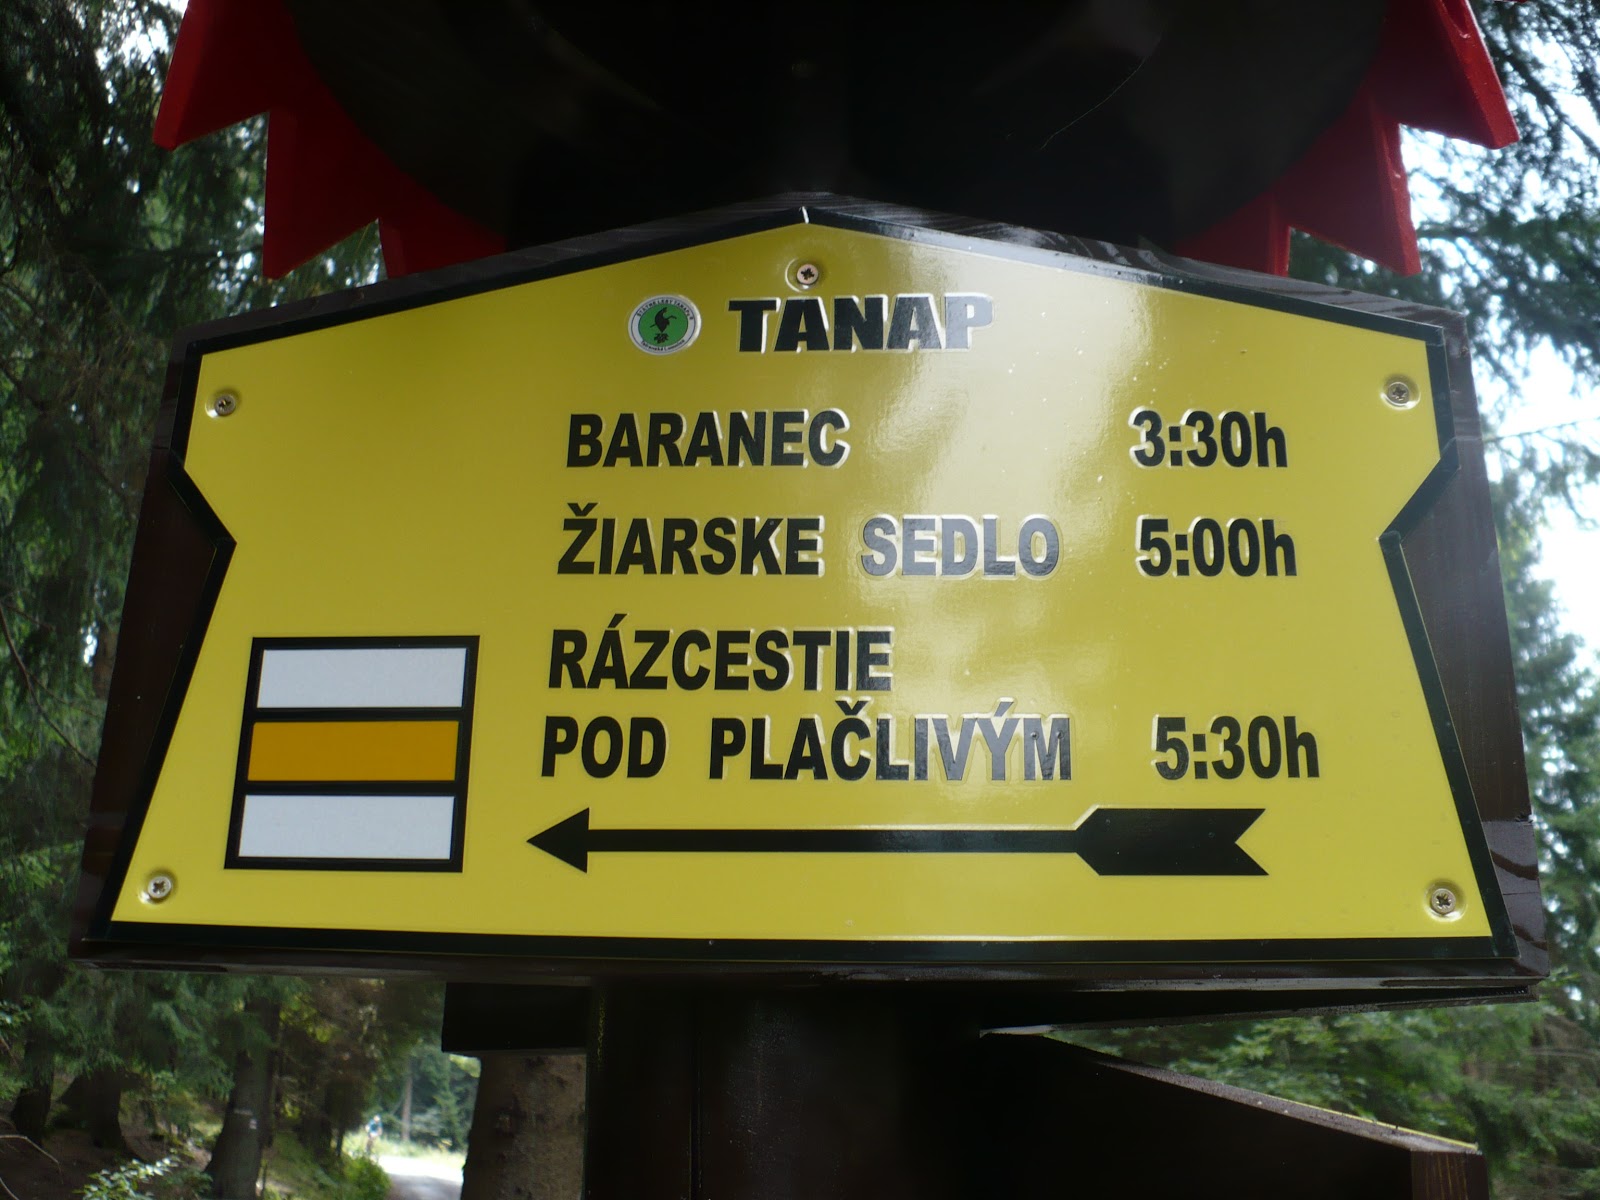 TANAP
BARANEC 3:30h
ŽIARSKE SEDLO 5:00h
RÁZCESTIE
POD PLAČLIVÝM 5:30h